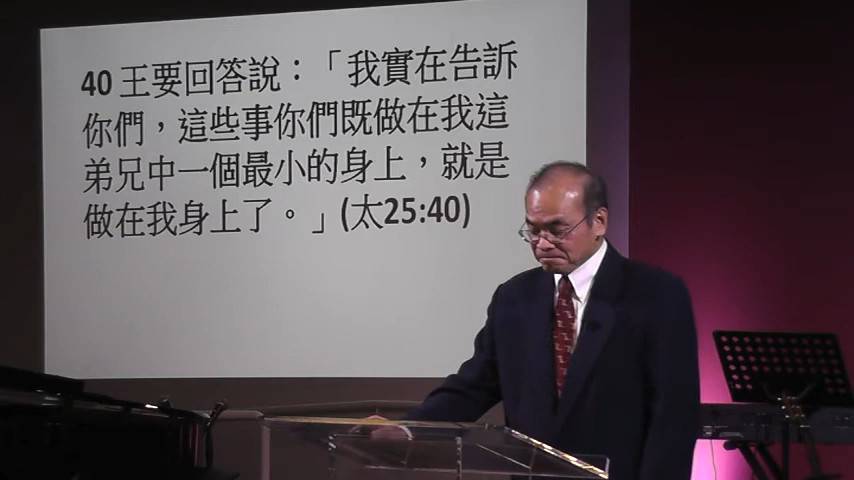 40 王要回答說：「我實在告訴
你們，這些事你們既做在我這
弟兄中一個最小的身上，就是
做在我身上了。」(太25:40)